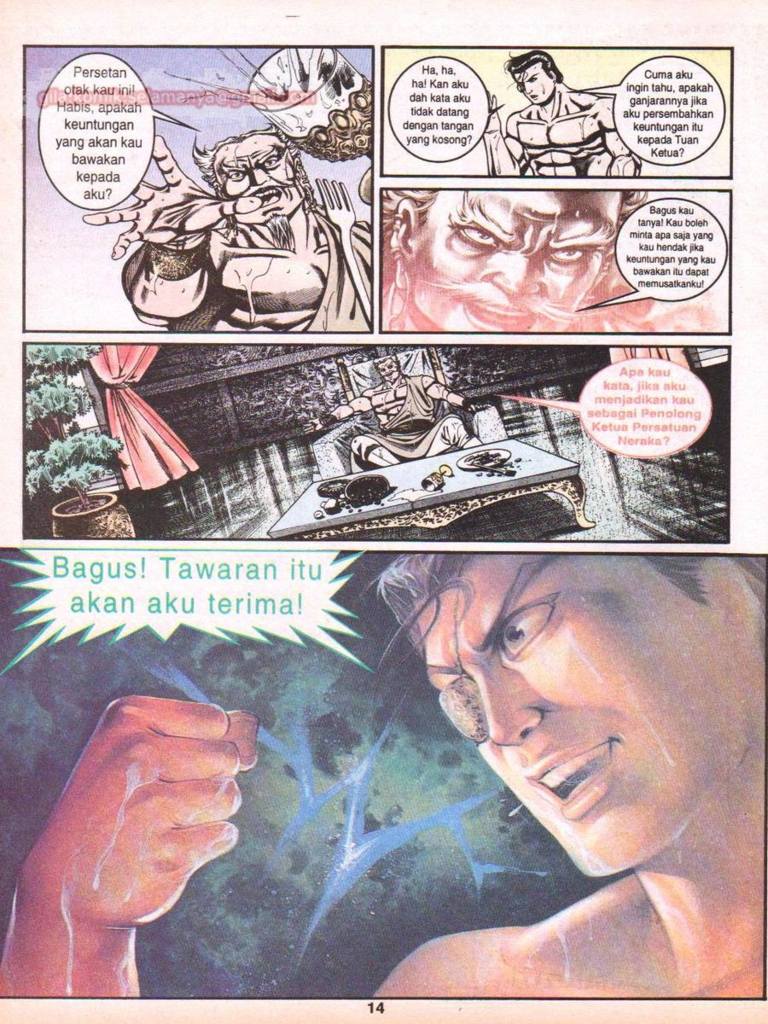 Persetan
otak kau ini!
Habis, apakah
keuntungan
yang akan kau
bawakan
kepada
aku?
Ha, ha,
ha! Kan aku
dah kata aku
tidak datang
dengan tangan
yang kosong?
Cuma aku
ingin tahu, apakah
ganjarannya jika
aku persembahkan
keuntungan itu
kepada Tuan
Ketua?
Bagus kau
tanya! Kau boleh
minta apa saja yang
kau hendak jika
keuntungan yang kau
bawakan itu dapat
memusatkanku!
Apa kau
kata, jika aku
menjadikan kau
sebagai Penolong
Ketua Persatuan
Neraka?
Bagus! Tawaran itu
akan aku terima!
14